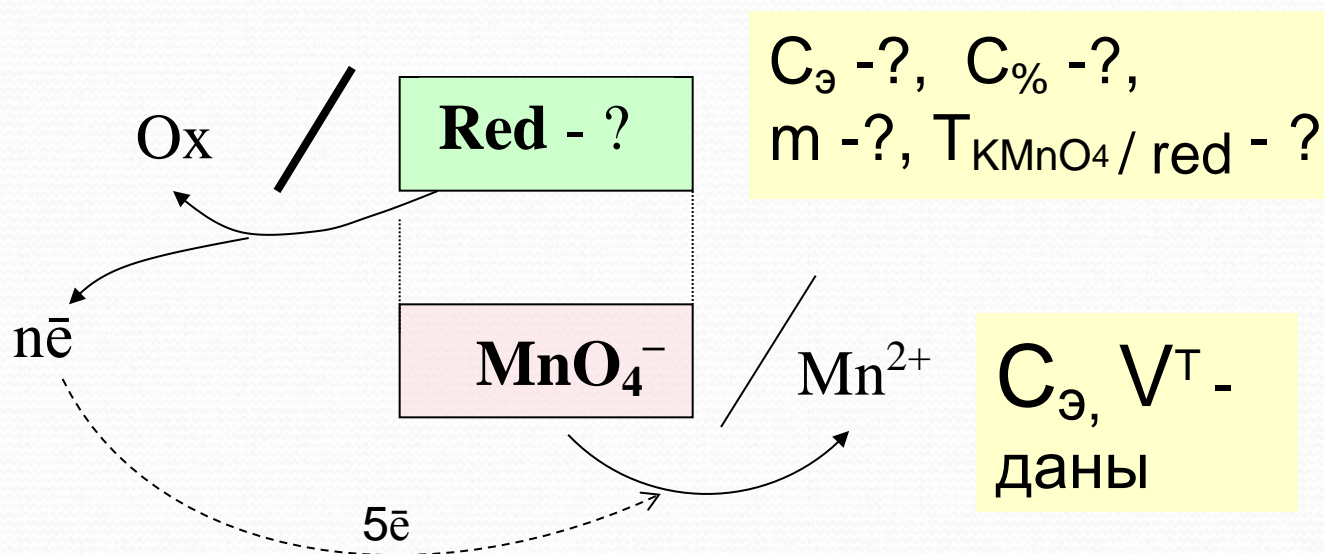 Cэ -?, C% -?,
m -?, TKMnO4 / red - ?
Red - ?
Ox
nē
MnO₄⁻
Mn²⁺
Cэ, Vᵀ -
даны
5ē